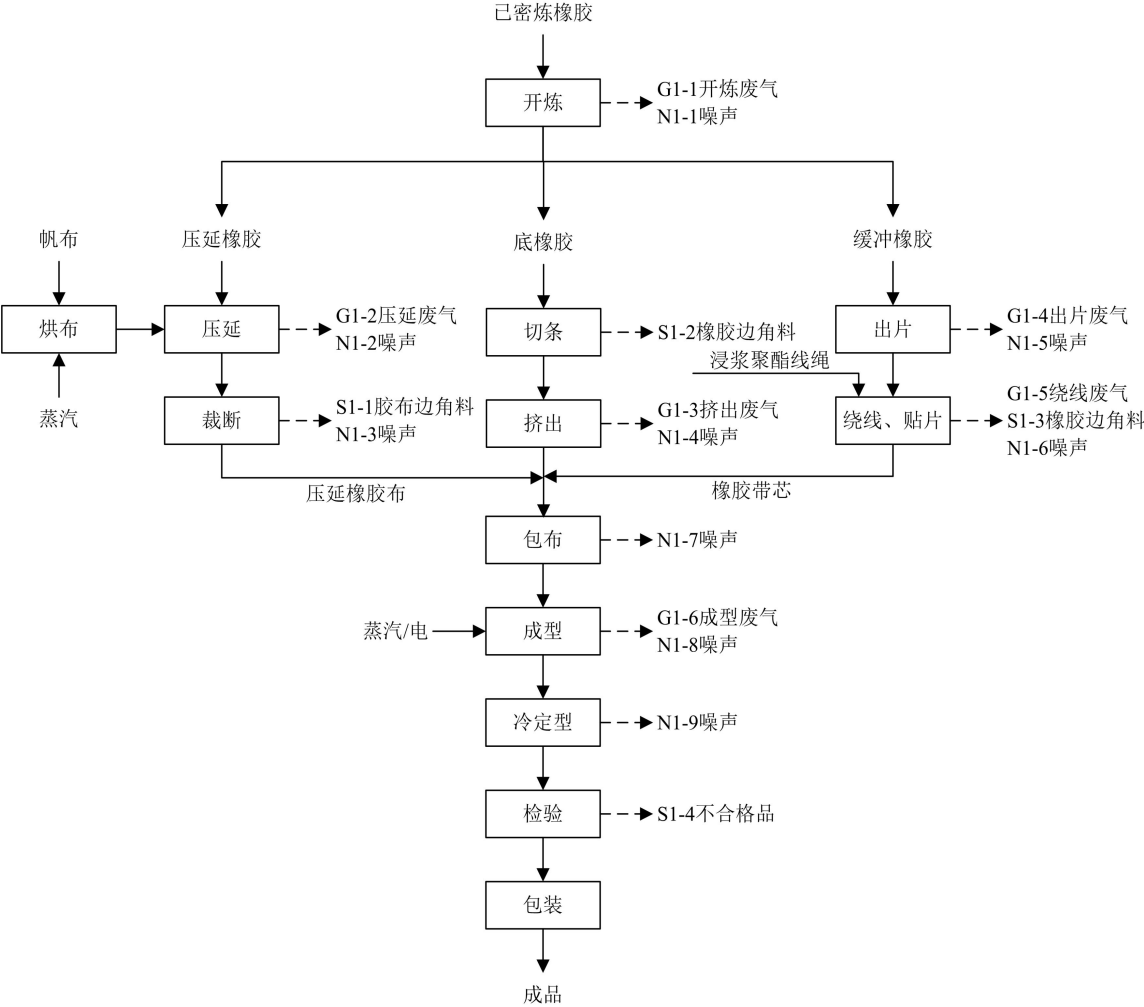 已密炼橡胶
开炼
G1-1开炼废气
N1-1噪声
帆布
压延橡胶
底橡胶
缓冲橡胶
烘布
压延
G1-2压延废气
N1-2噪声
切条
S1-2橡胶边角料
出片
G1-4出片废气
N1-5噪声
浸浆聚酯线绳
蒸汽
裁断
S1-1胶布边角料
N1-3噪声
挤出
G1-3挤出废气
N1-4噪声
绕线、贴片
G1-5绕线废气
S1-3橡胶边角料
N1-6噪声
压延橡胶布
橡胶带芯
包布
N1-7噪声
蒸汽/电
成型
G1-6成型废气
N1-8噪声
冷定型
N1-9噪声
检验
S1-4不合格品
包装
成品